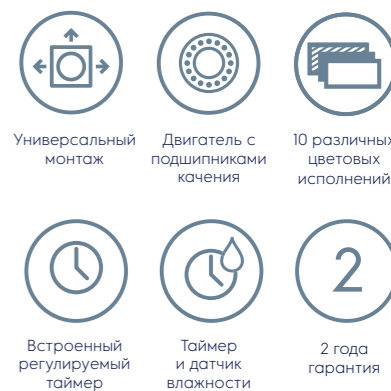 Универсальный
монтаж
Двигатель с
подшипниками
качения
10 различных
цветовых
исполнений
Встроенный
регулируемый
таймер
Таймер
и датчик
влажности
2
2 года
гарантия